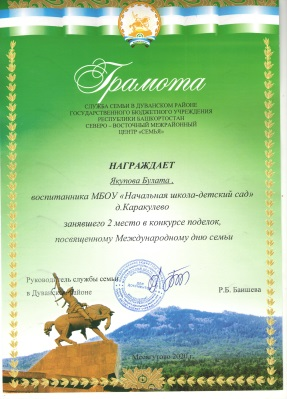 Грамота
СЛУЖБА СЕМЬИ В ДУВАНСКОМ РАЙОНЕ
ГОСУДАРСТВЕННОГО БЮДЖЕТНОГО УЧРЕЖДЕНИЯ
РЕСПУБЛИКИ БАШКОРТОСТАН
СЕВЕРО – ВОСТОЧНЫЙ МЕЖРАЙОННЫЙ
ЦЕНТР «СЕМЬЯ»
НАГРАЖДАЕТ
Якупова Булата ,
воспитанника МБОУ «Начальная школа-детский сад»
д.Каракулево
занявшего 2 место в конкурсе поделок,
посвященному Международному дню семьи
Руководитель службы семьи
в Дуванском районе
Р.Б. Баишева
2020 г.